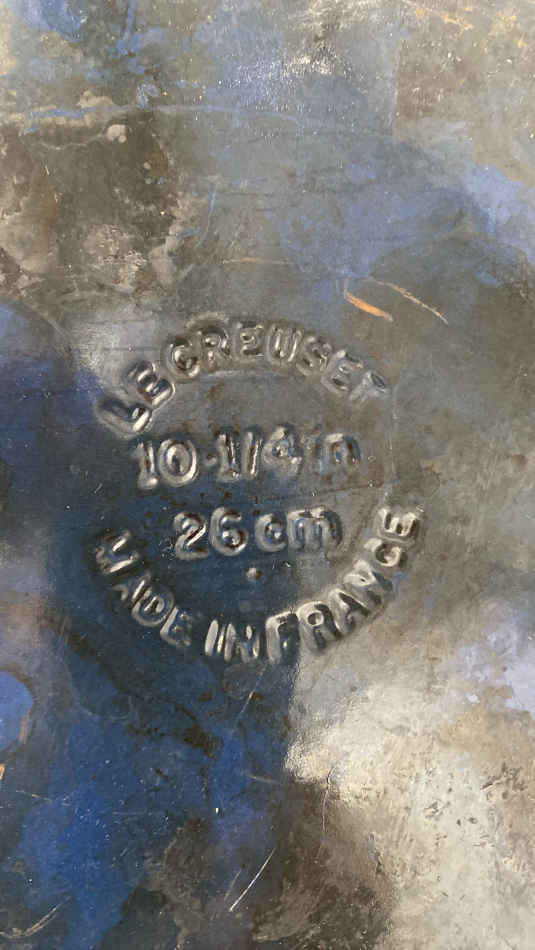 LE CREUSET
10-1/4 in
26 cm
MADE IN FRANCE